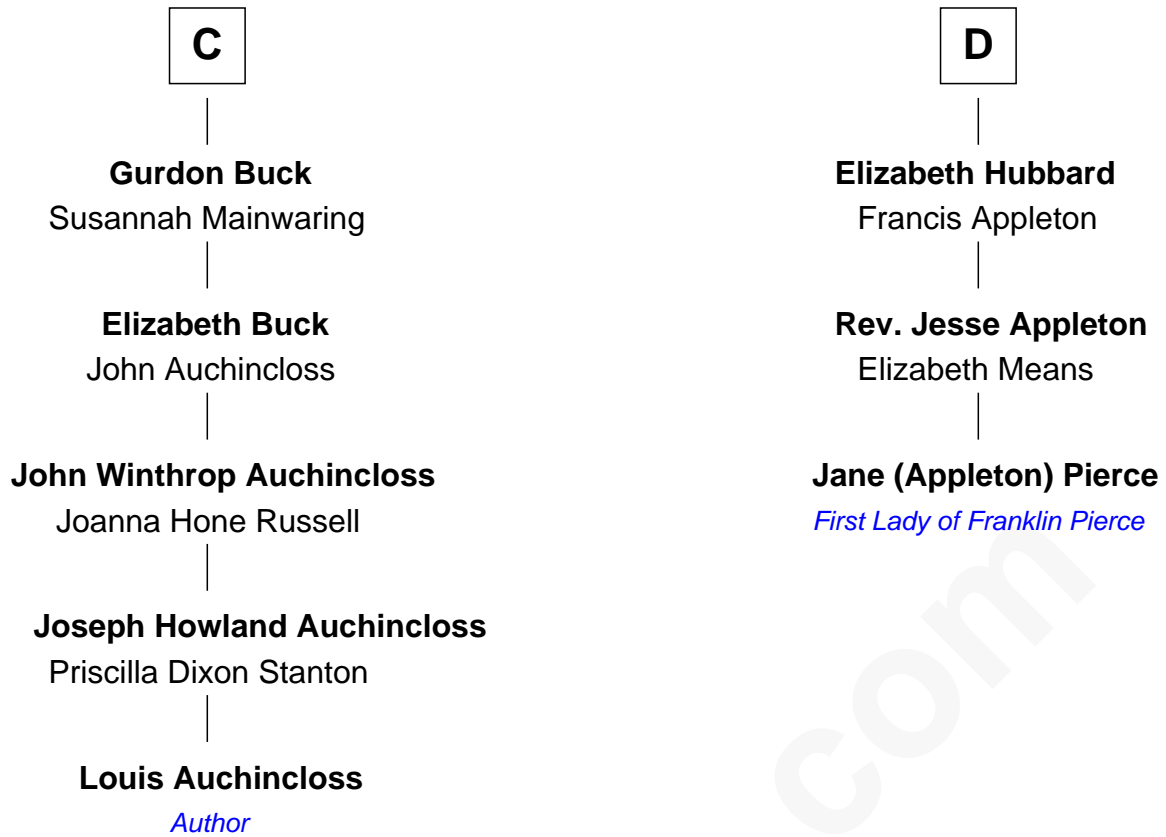 C
Gurdon Buck
Susannah Mainwaring
Elizabeth Buck
John Auchincloss
John Winthrop Auchincloss
Joanna Hone Russell
Joseph Howland Auchincloss
Priscilla Dixon Stanton
Louis Auchincloss
Author
D
Elizabeth Hubbard
Francis Appleton
Rev. Jesse Appleton
Elizabeth Means
Jane (Appleton) Pierce
First Lady of Franklin Pierce
com